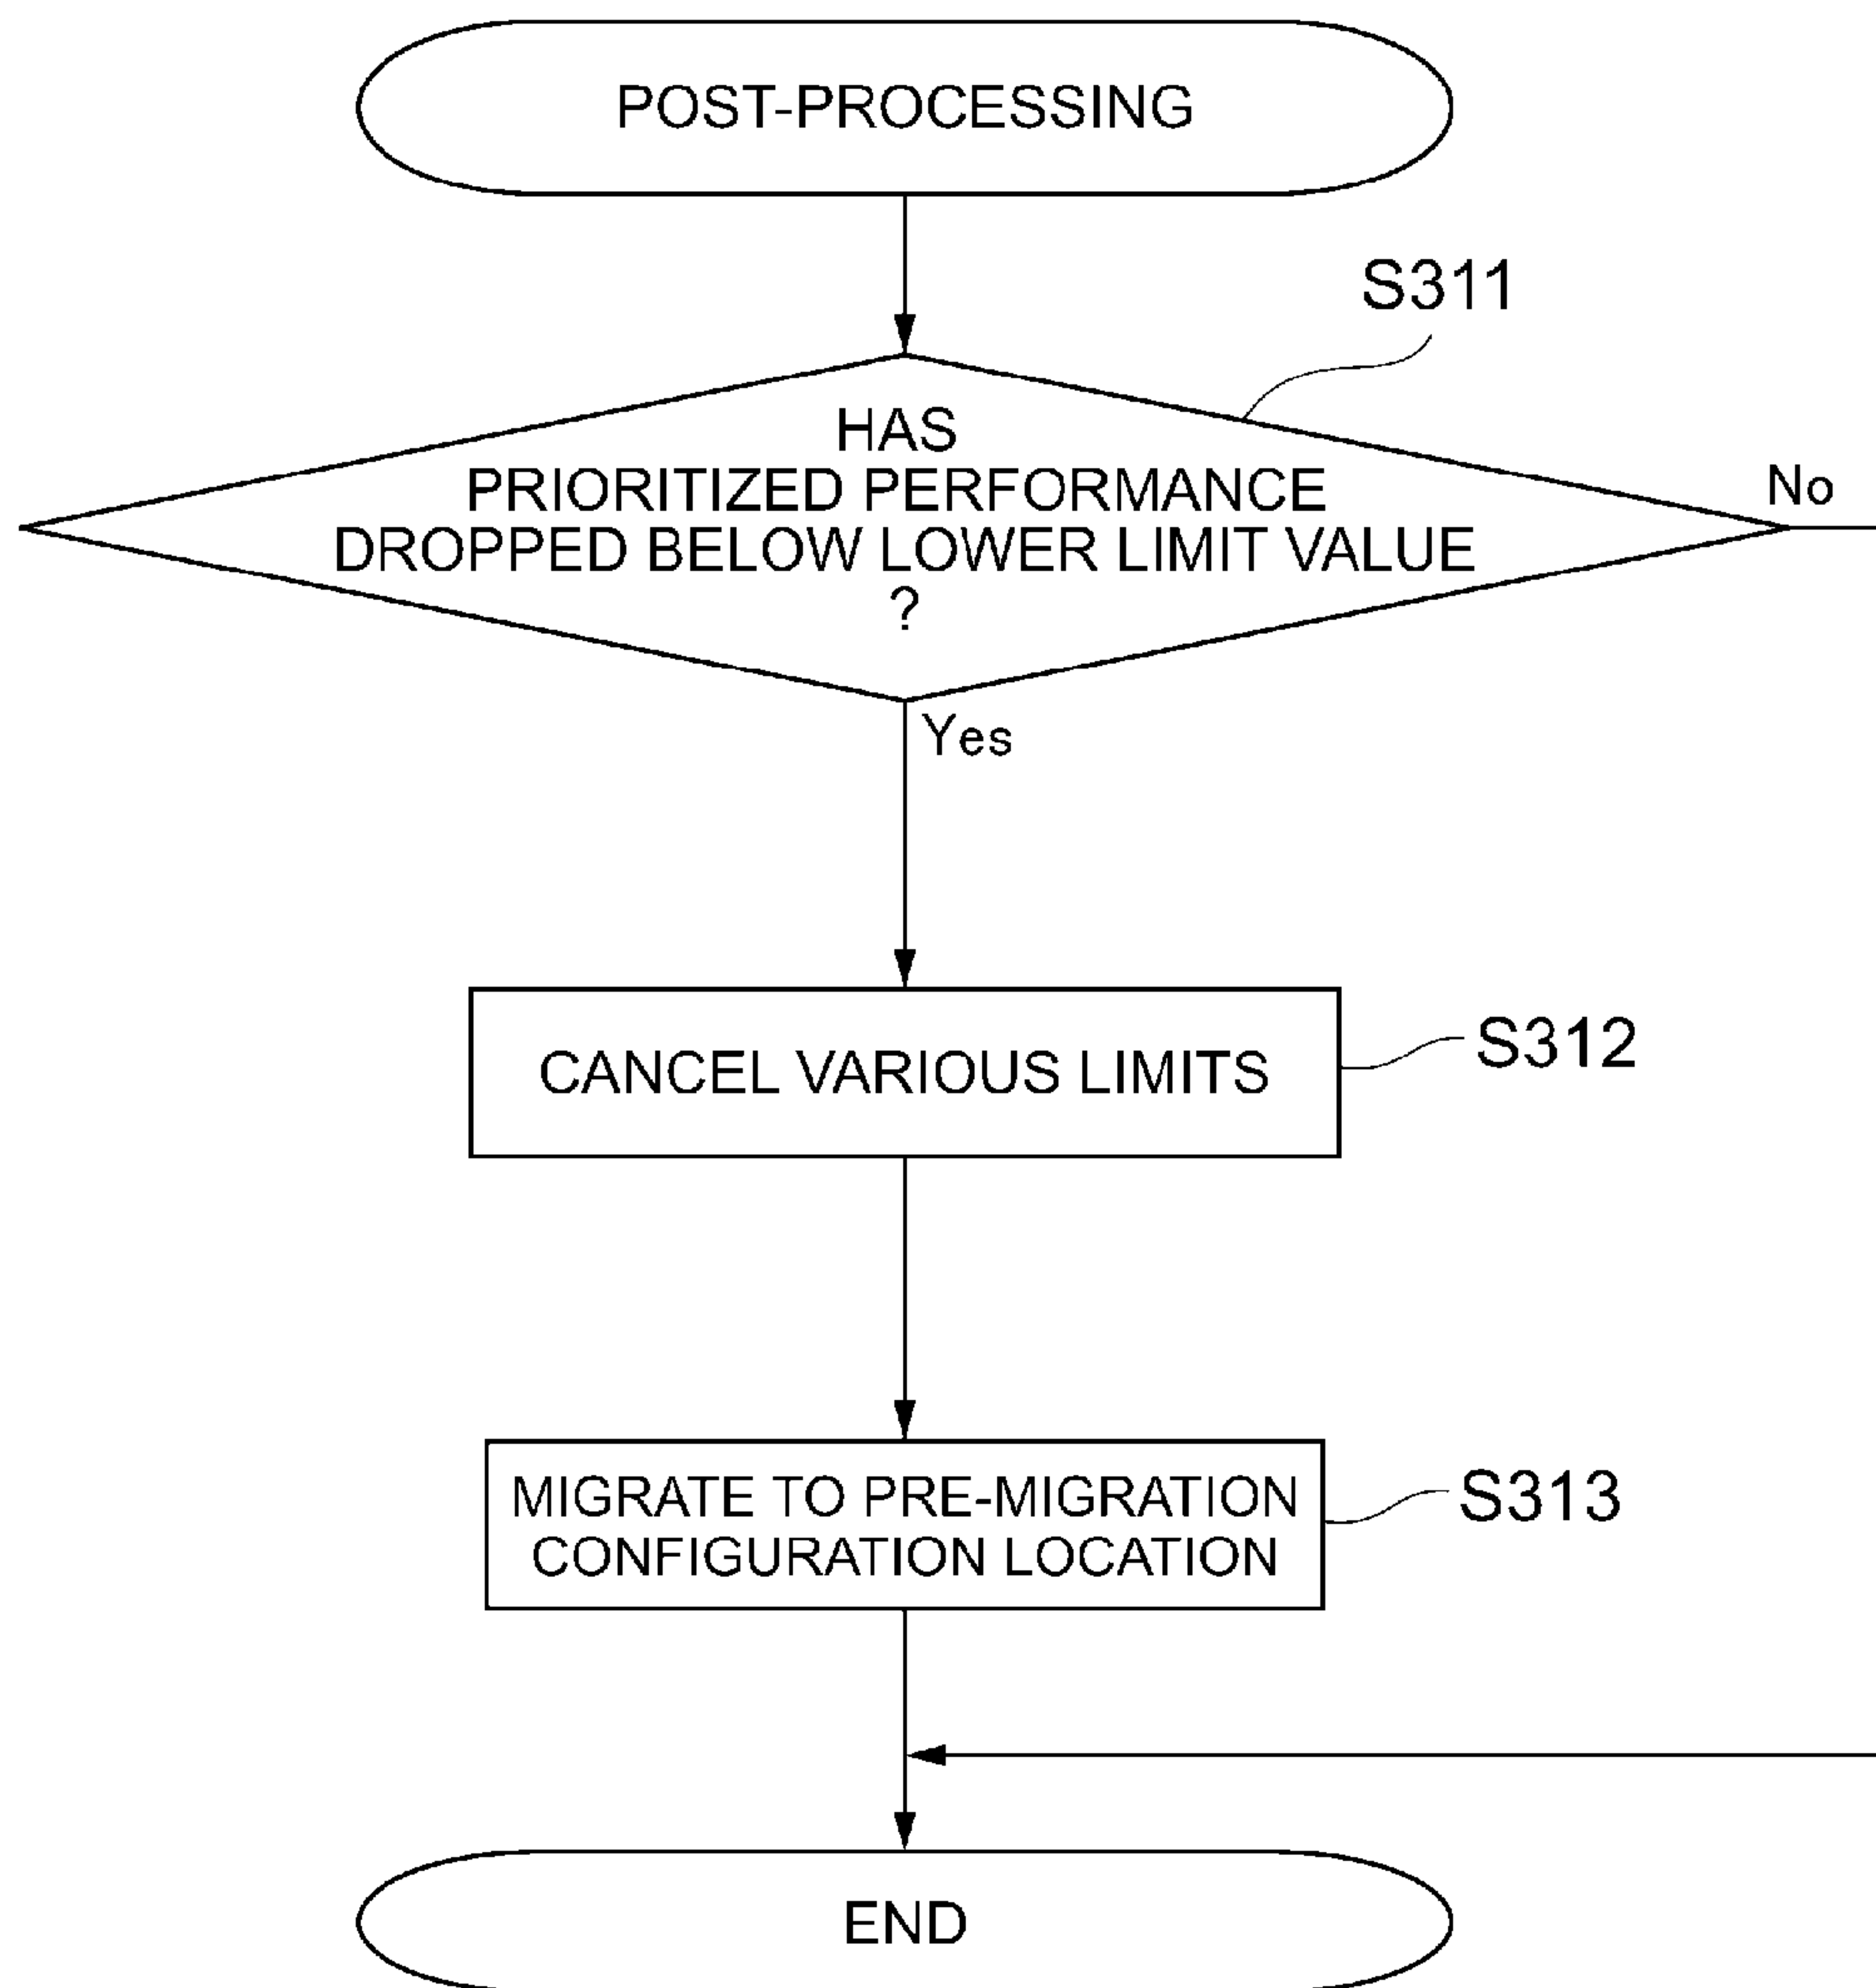 POST-PROCESSING
S311
HAS
PRIORITIZED PERFORMANCE
DROPPED BELOW LOWER LIMIT VALUE
?
No
Yes
CANCEL VARIOUS LIMITS
S312
MIGRATE TO PRE-MIGRATION
CONFIGURATION LOCATION
S313
END